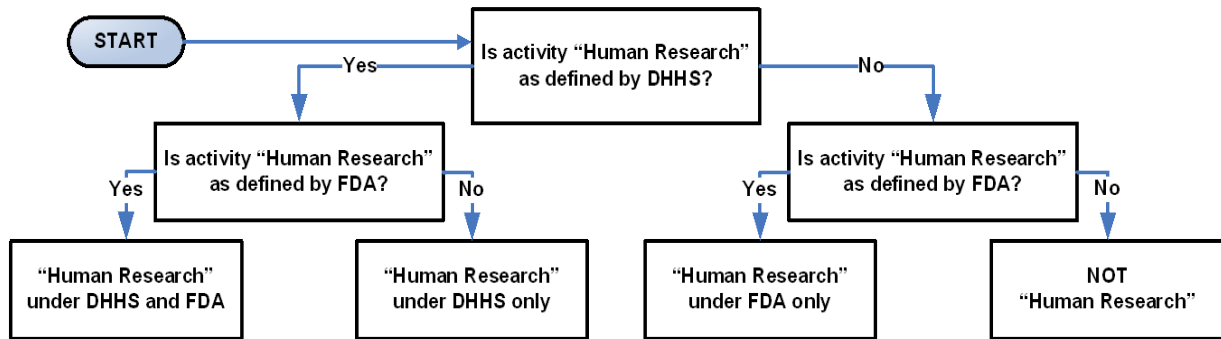 START
Is activity “Human Research”
as defined by DHHS?
Yes
No
Is activity “Human Research”
as defined by FDA?
Is activity “Human Research”
as defined by FDA?
Yes
No
Yes
No
“Human Research”
under DHHS and FDA
“Human Research”
under DHHS only
“Human Research”
under FDA only
NOT
“Human Research”